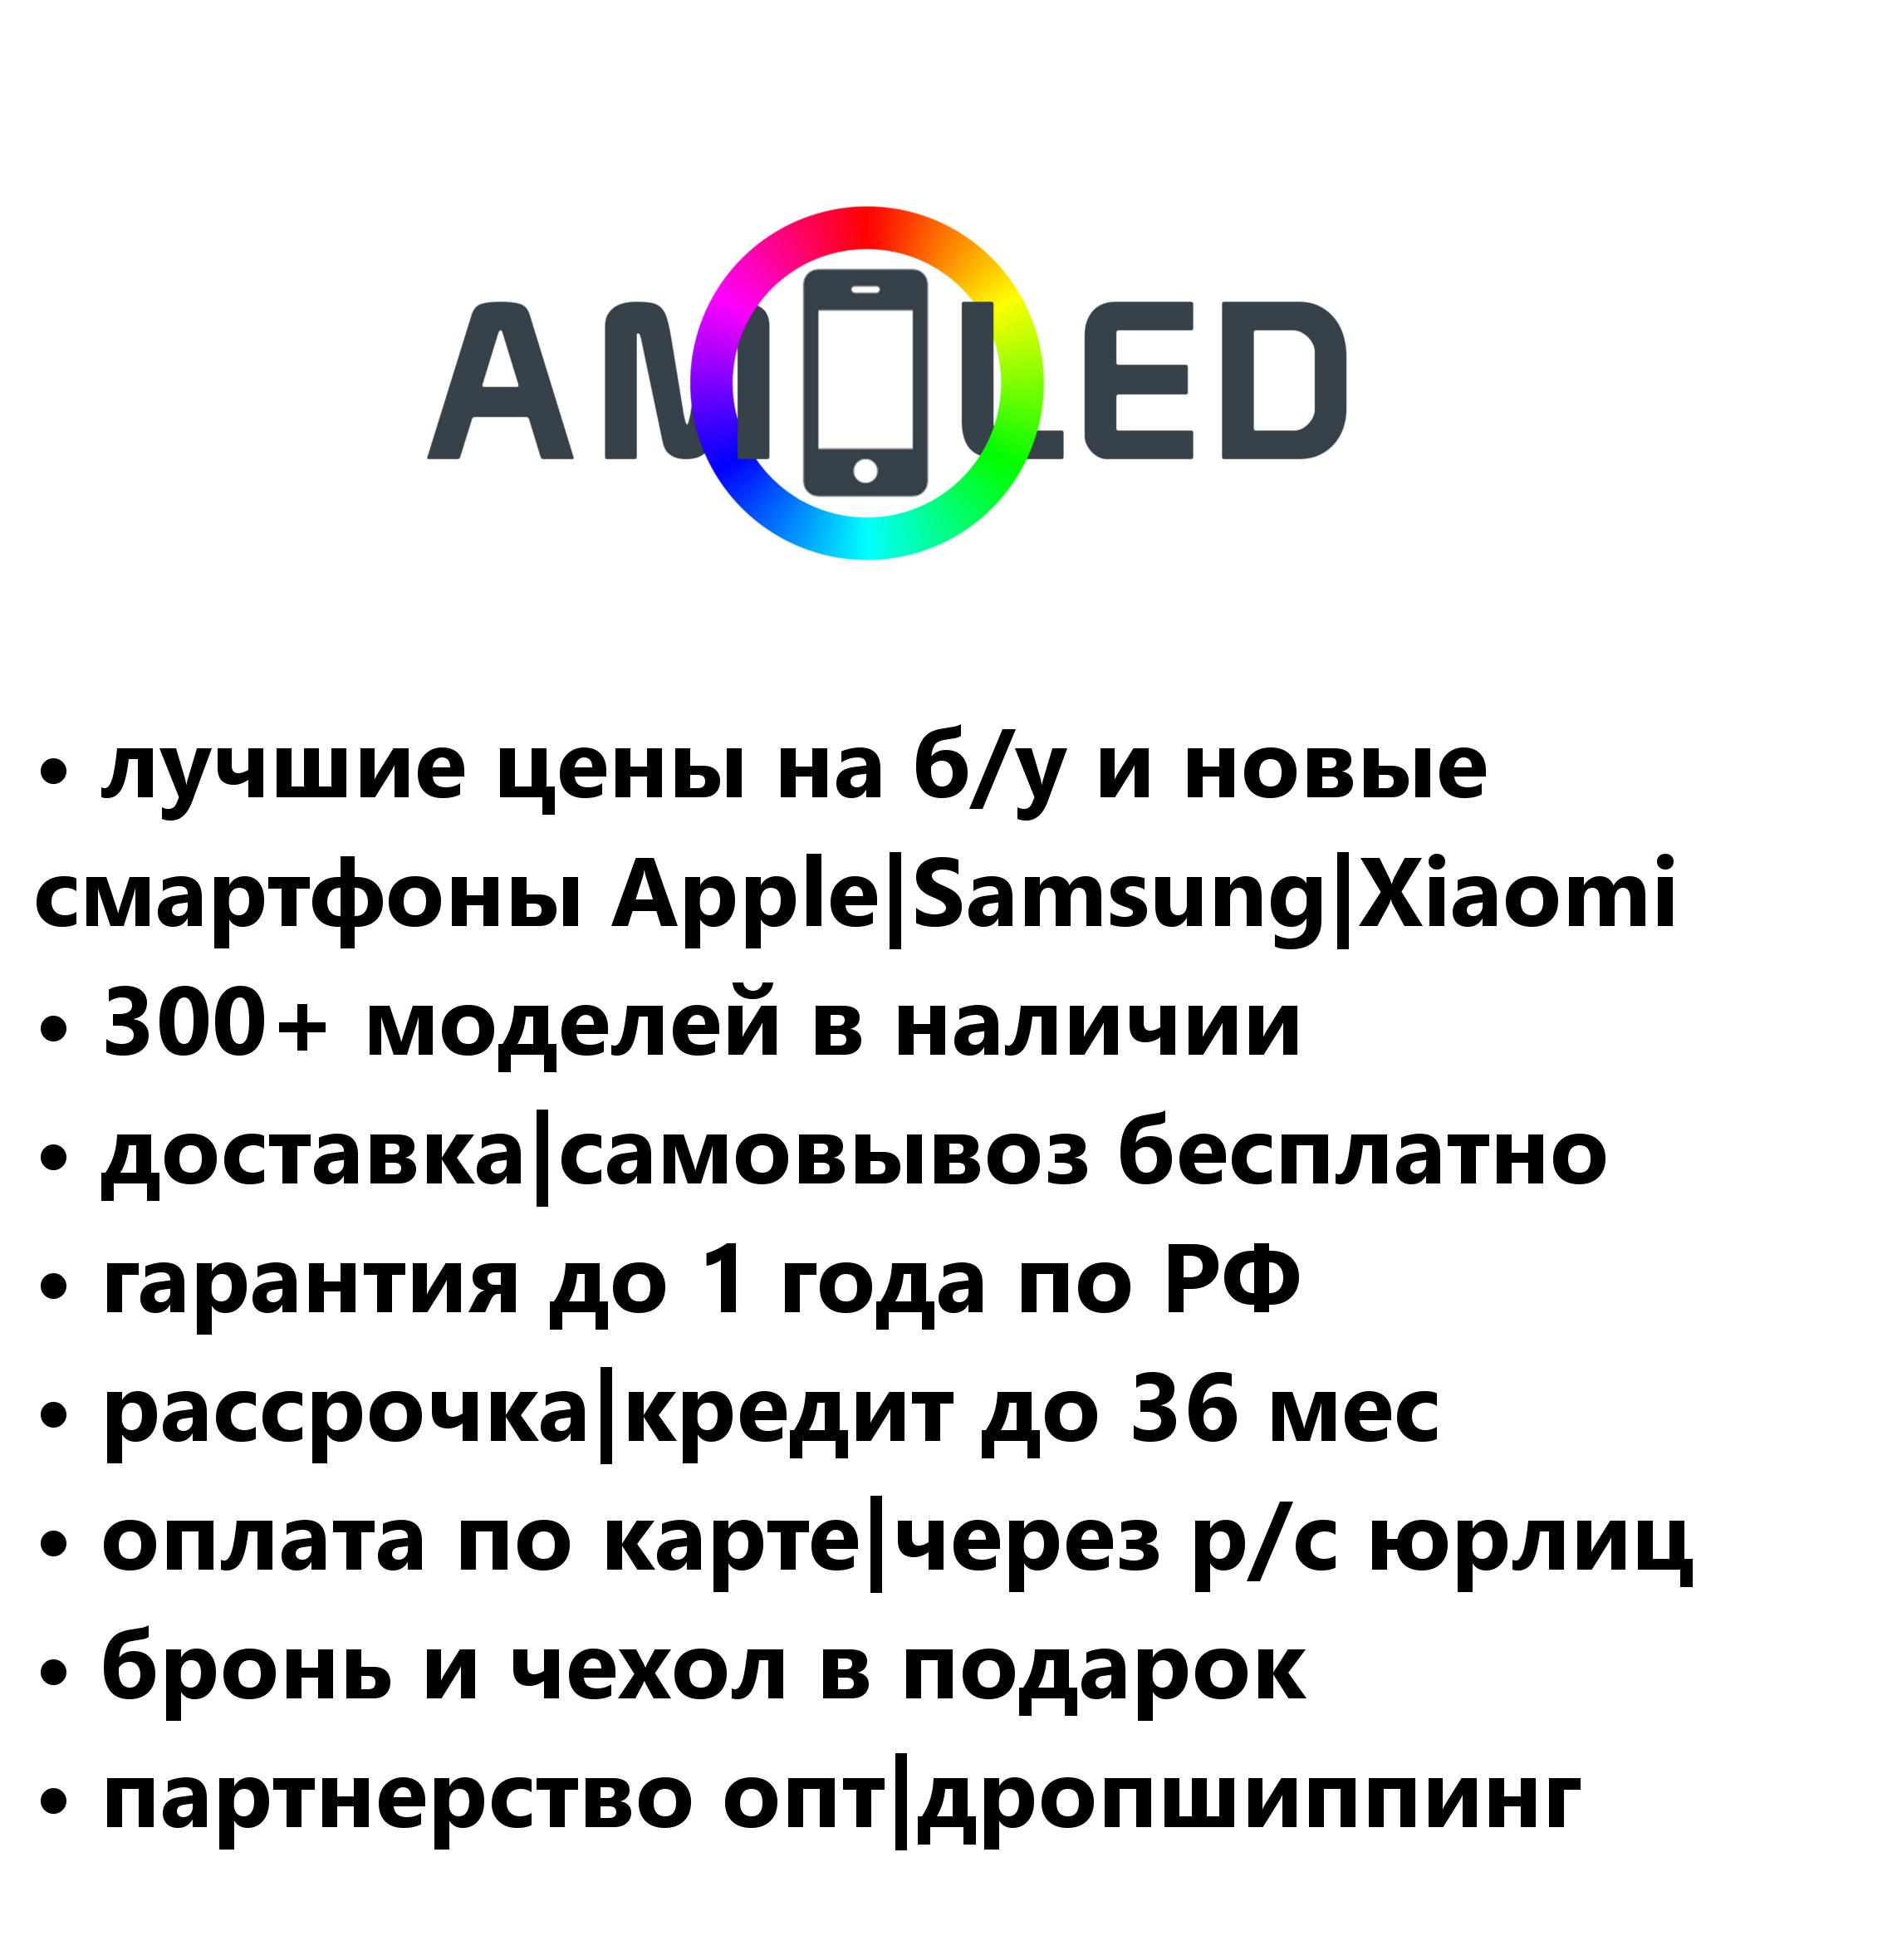 AMOLED
• лучшие цены на б/у и новые
смартфоны Apple|Samsung|Xiaomi
• 300+ моделей в наличии
• доставка|самовывоз бесплатно
• гарантия до 1 года по РФ
• рассрочка|кредит до 36 мес
• оплата по карте|через р/с юрлиц
• бронь и чехол в подарок
• партнерство опт|дропшиппинг